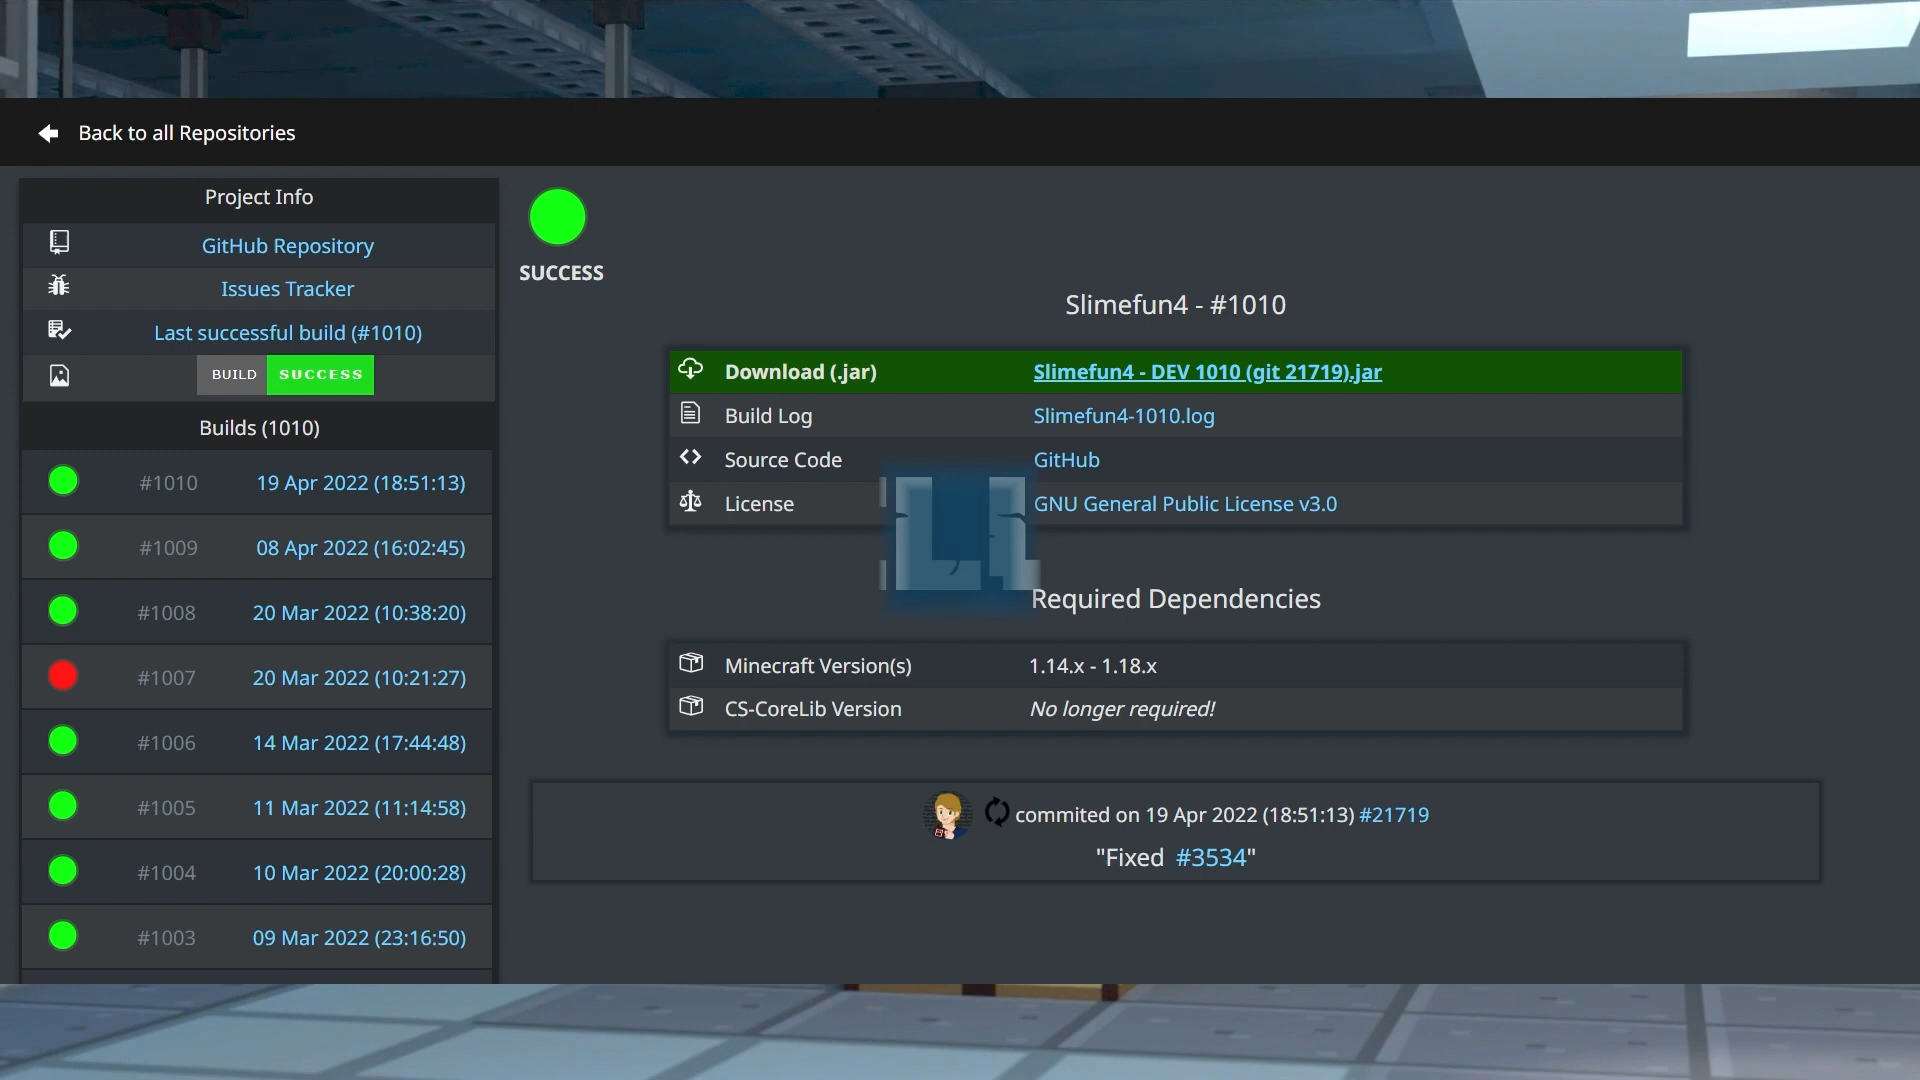 Back to all Repositories
Project Info
GitHub Repository
Issues Tracker
Last successful build (#1010)
BUILD SUCCESS
Builds (1010)
#1010 19 Apr 2022 (18:51:13)
#1009 08 Apr 2022 (16:02:45)
#1008 20 Mar 2022 (10:38:20)
#1007 20 Mar 2022 (10:21:27)
#1006 14 Mar 2022 (17:44:48)
#1005 11 Mar 2022 (11:14:58)
#1004 10 Mar 2022 (20:00:28)
#1003 09 Mar 2022 (23:16:50)
SUCCESS
Slimefun4 - #1010
Download (.jar) Slimefun4 - DEV 1010 (git 21719).jar
Build Log Slimefun4-1010.log
Source Code GitHub
License GNU General Public License v3.0
Required Dependencies
Minecraft Version(s) 1.14.x - 1.18.x
CS-CoreLib Version No longer required!
commited on 19 Apr 2022 (18:51:13) #21719
"Fixed #3534"